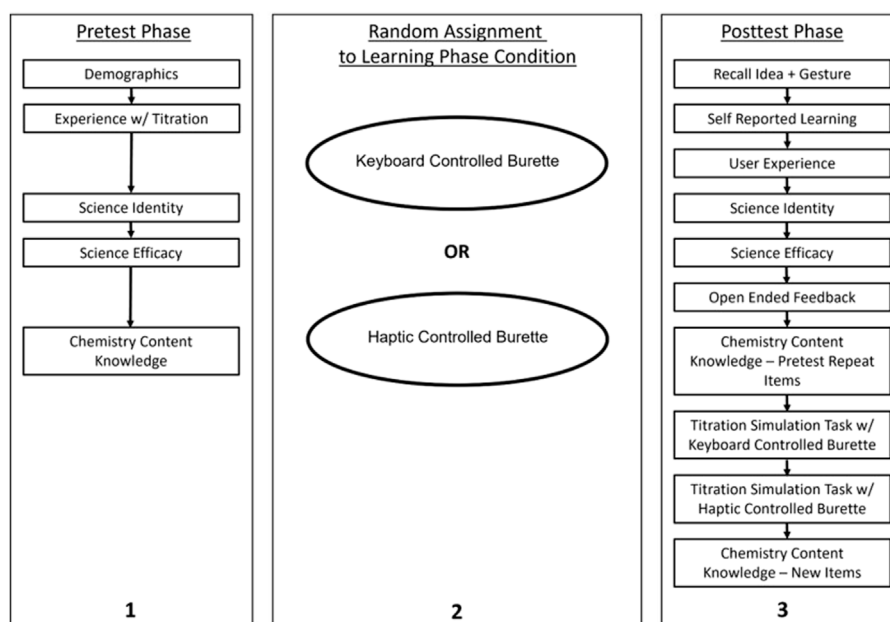 Pretest Phase
Demographics
Experience w/ Titration
Science Identity
Science Efficacy
Chemistry Content
Knowledge
1
Random Assignment
to Learning Phase Condition
Keyboard Controlled Burette
OR
Haptic Controlled Burette
2
Posttest Phase
Recall Idea + Gesture
Self Reported Learning
User Experience
Science Identity
Science Efficacy
Open Ended Feedback
Chemistry Content
Knowledge – Pretest Repeat
Items
Titration Simulation Task w/
Keyboard Controlled Burette
Titration Simulation Task w/
Haptic Controlled Burette
Chemistry Content
Knowledge – New Items
3